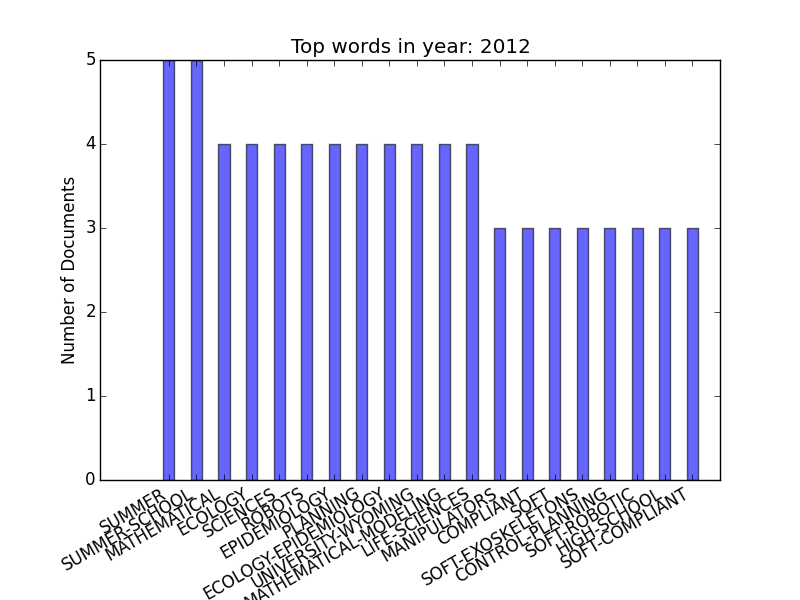 Top words in year: 2012
5
4
3
2
1
0
Number of Documents
SUMMER
SUMMER-SCHOOL
MATHEMATICAL
ECOLOGY
SCIENCES
ROBOTS
EPIDEMIOLOGY
PLANNING
ECOLOGY-EPIDEMIOLOGY
UNIVERSITY-WYOMING
MATHEMATICAL-MODELING
LIFE-SCIENCES
MANIPULATORS
COMPLIANT
SOFT
SOFT-EXOSKELETONS
CONTROL-PLANNING
SOFT-ROBOTIC
HIGH-SCHOOL
SOFT-COMPLIANT